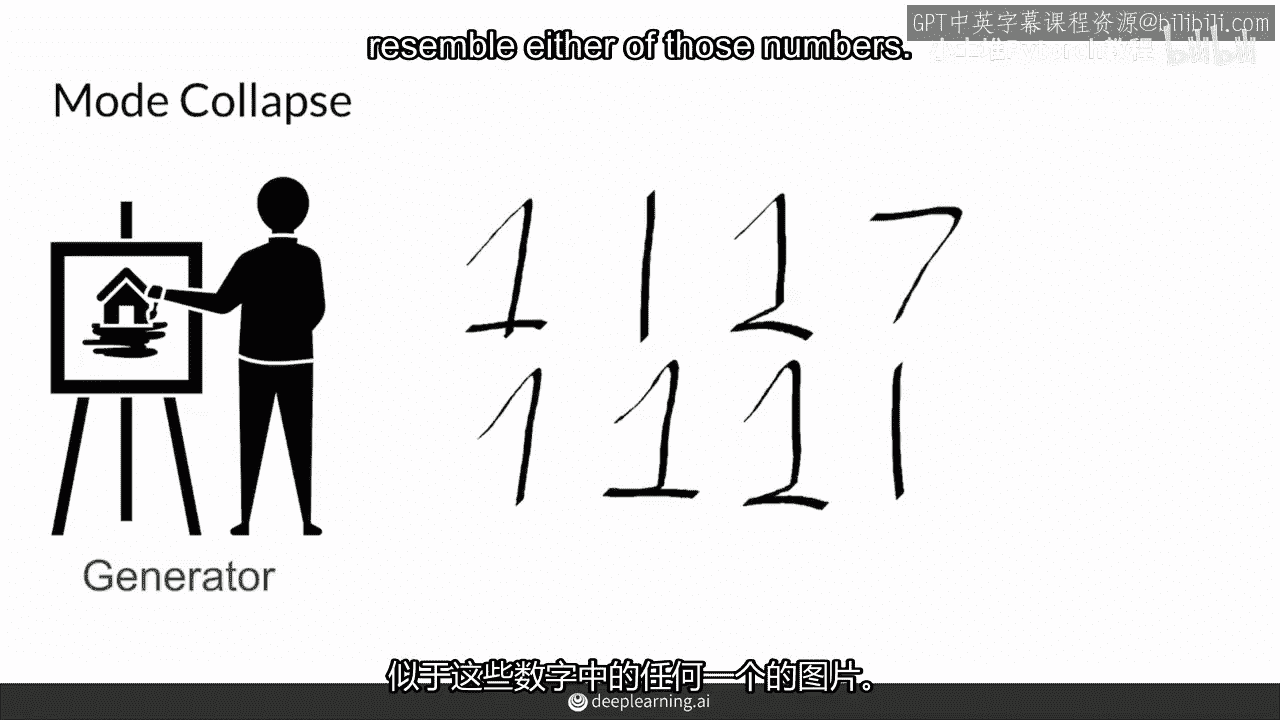 GPT中英字幕课程资源@bilibili.com
resemble either of those numbers.
bilibili
Mode Collapse
1 1 1 7
1 1 1 1
Generator
似于这些数字中的任何一个的图片。
deeplearning.ai